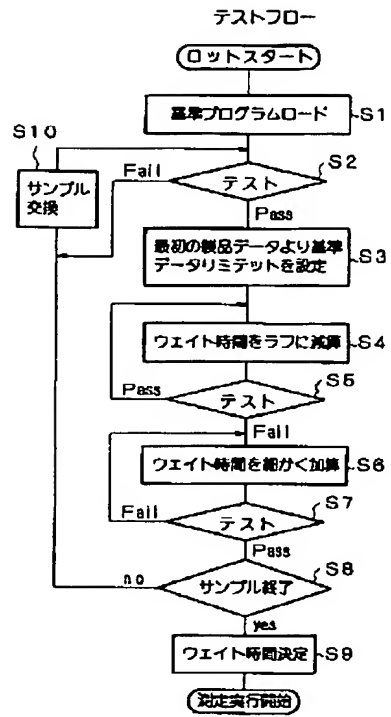 テストフロー
ロットスタート
基準プログラムロード
S1
S10
サンプル
交換
Fail
S2
テスト
Pass
最初の製品データより基準
データリミテットを設定
S3
ウェイト時間をラフに減算
S4
S5
Pass
テスト
Fail
ウェイト時間を細かく加算
S6
S7
Fail
テスト
Pass
S8
no
サンプル終了
yes
ウェイト時間決定
S9
測定実行開始